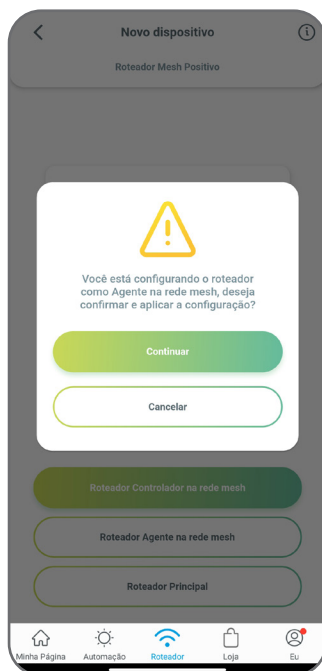 Novo dispositivo
Roteador Mesh Positivo
Você está configurando o roteador
como Agente na rede mesh, deseja
confirmar e aplicar a configuração?
Continuar
Cancelar
Roteador Controlador na rede mesh
Roteador Agente na rede mesh
Roteador Principal
Minha Página Automação Roteador Loja Eu